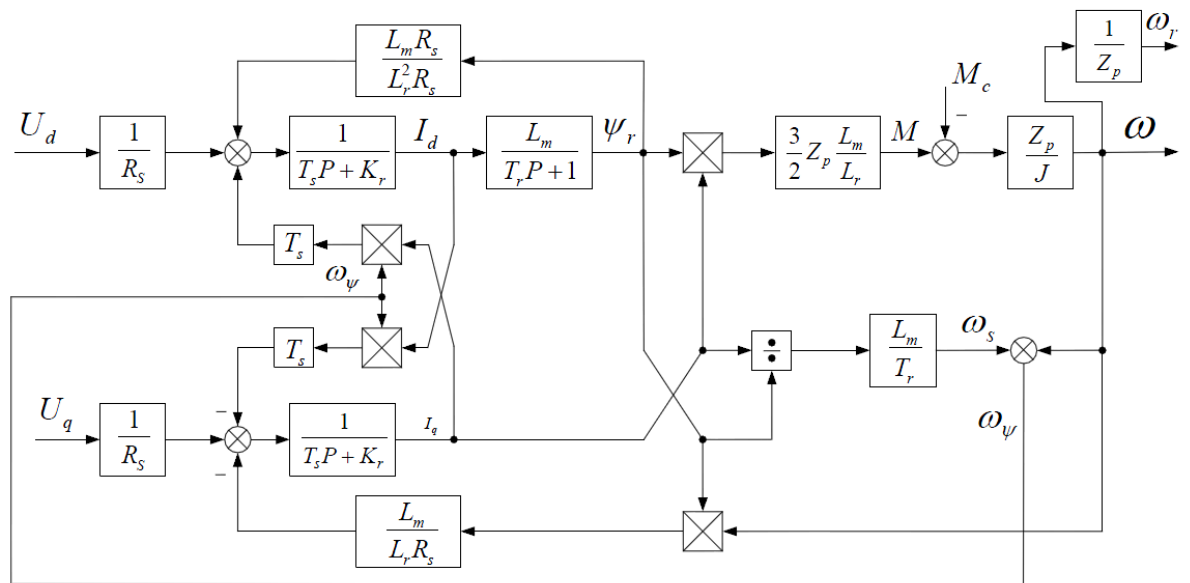 L_m R_s / L_r^2 R_s
1 / Z_p
ω_r
M_c
−
U_d
1 / R_S
1 / T_s P + K_r
I_d
L_m / T_r P + 1
ψ_r
3/2 Z_p L_m / L_r
M
Z_p / J
ω
T_s
ω_ψ
T_s
÷
L_m / T_r
ω_s
−
U_q
1 / R_S
1 / T_s P + K_r
I_q
ω_ψ
−
L_m / L_r R_s